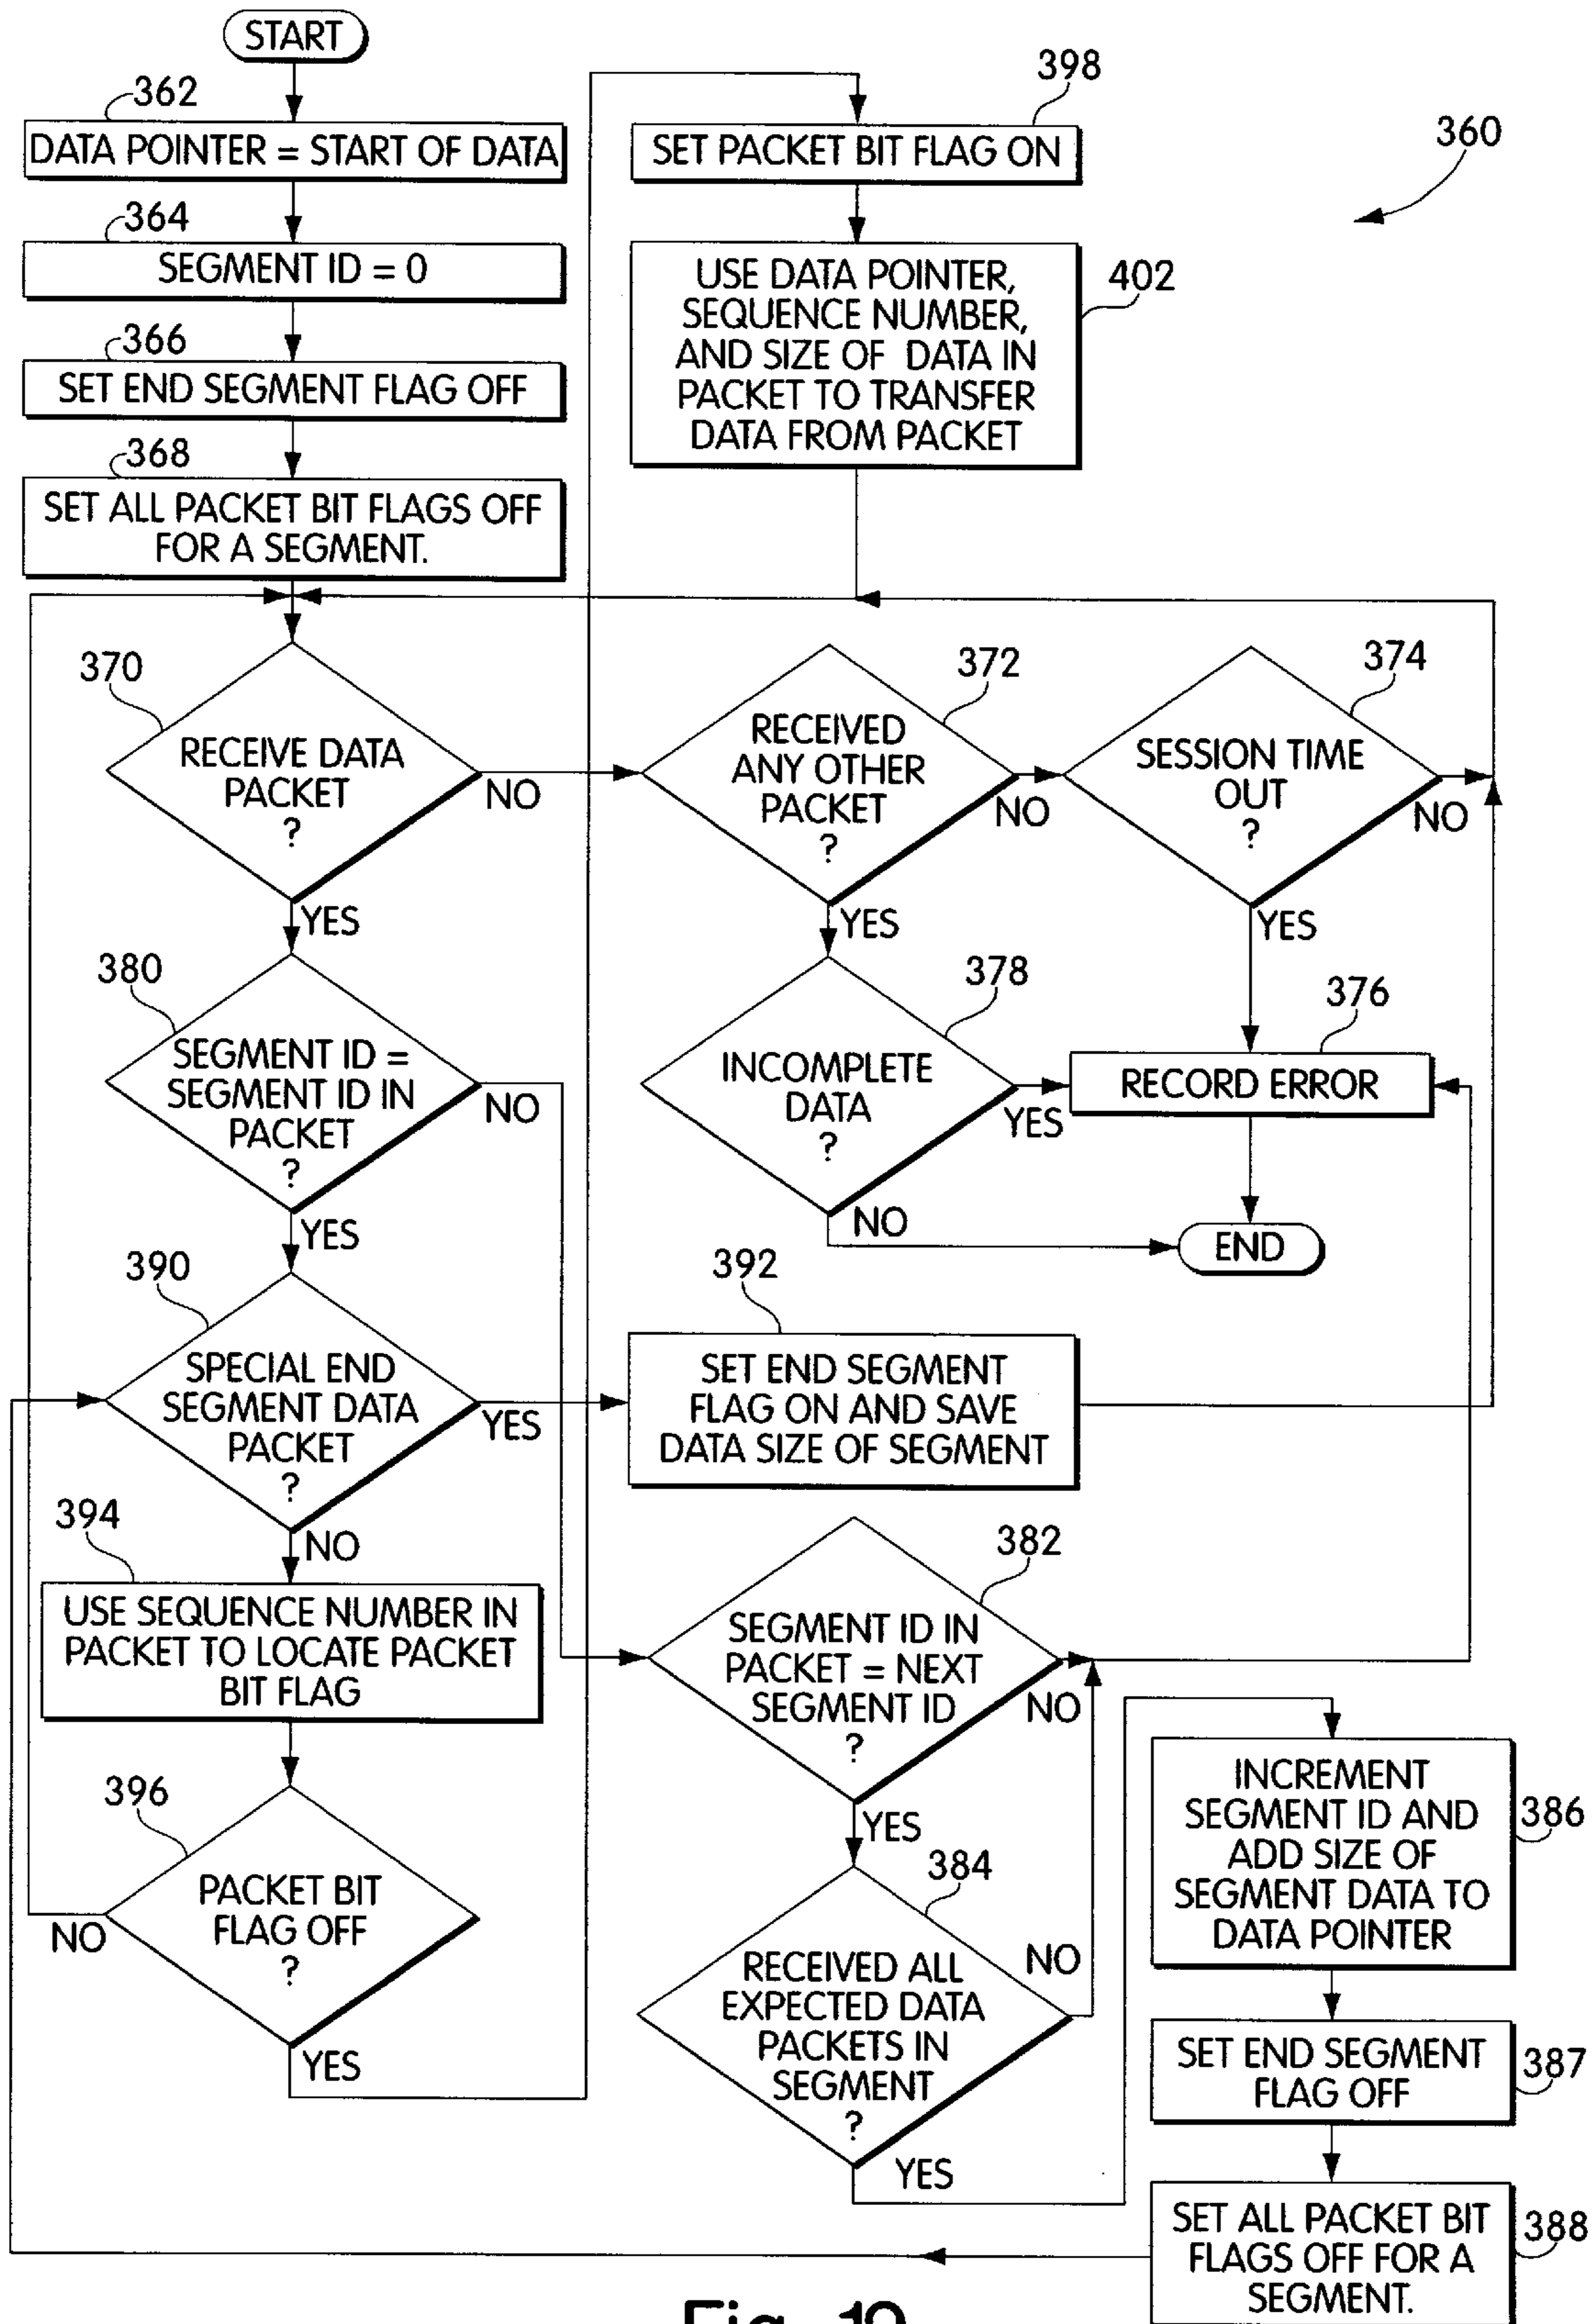 START
362
DATA POINTER = START OF DATA
364
SEGMENT ID = 0
366
SET END SEGMENT FLAG OFF
368
SET ALL PACKET BIT FLAGS OFF
FOR A SEGMENT.
398
SET PACKET BIT FLAG ON
360
402
USE DATA POINTER,
SEQUENCE NUMBER,
AND SIZE OF DATA IN
PACKET TO TRANSFER
DATA FROM PACKET
370
RECEIVE DATA
PACKET
?
NO
YES
372
RECEIVED
ANY OTHER
PACKET
?
NO
YES
374
SESSION TIME
OUT
?
NO
YES
380
SEGMENT ID =
SEGMENT ID IN
PACKET
?
NO
YES
378
INCOMPLETE
DATA
?
YES
NO
376
RECORD ERROR
END
390
SPECIAL END
SEGMENT DATA
PACKET
?
YES
NO
392
SET END SEGMENT
FLAG ON AND SAVE
DATA SIZE OF SEGMENT
394
USE SEQUENCE NUMBER IN
PACKET TO LOCATE PACKET
BIT FLAG
382
SEGMENT ID IN
PACKET = NEXT
SEGMENT ID
?
NO
YES
396
PACKET BIT
FLAG OFF
?
NO
YES
384
RECEIVED ALL
EXPECTED DATA
PACKETS IN
SEGMENT
?
NO
YES
386
INCREMENT
SEGMENT ID AND
ADD SIZE OF
SEGMENT DATA TO
DATA POINTER
387
SET END SEGMENT
FLAG OFF
388
SET ALL PACKET BIT
FLAGS OFF FOR A
SEGMENT.